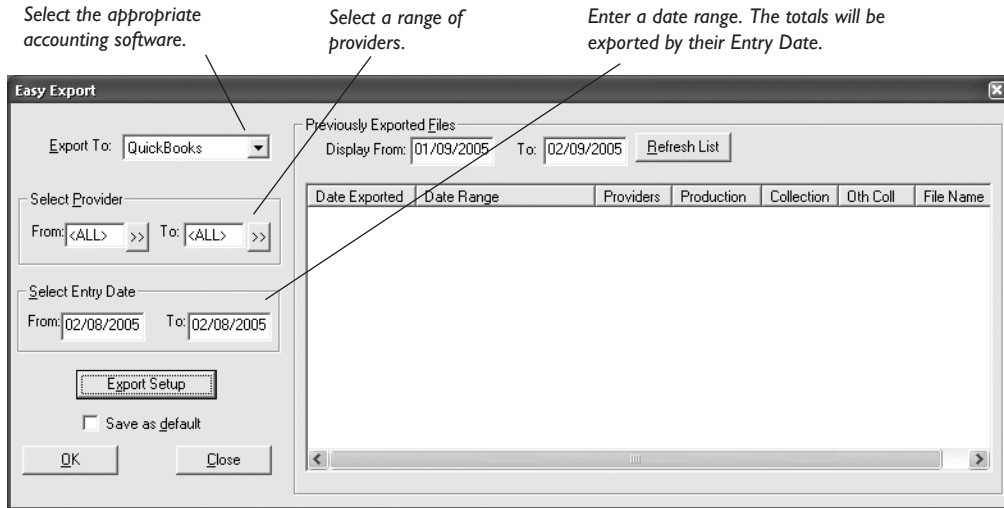 Select the appropriate
accounting software.
Select a range of
providers.
Enter a date range. The totals will be
exported by their Entry Date.
Easy Export
Export To: QuickBooks
Select Provider
From: <ALL> >> To: <ALL> >>
Select Entry Date
From: 02/08/2005 To: 02/08/2005
Export Setup
Save as default
OK Close
Previously Exported Files
Display From: 01/09/2005 To: 02/09/2005 Refresh List
Date Exported Date Range Providers Production Collection Oth Coll File Name